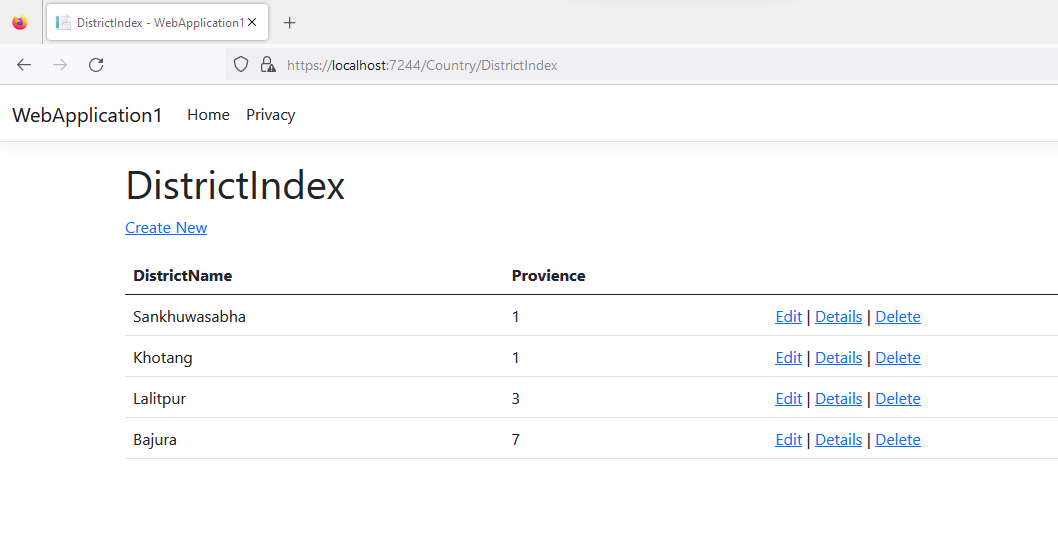 DistrictIndex - WebApplication1
https://localhost:7244/Country/DistrictIndex
WebApplication1 Home Privacy
DistrictIndex
Create New
DistrictName Provience
Sankhuwasabha 1 Edit | Details | Delete
Khotang 1 Edit | Details | Delete
Lalitpur 3 Edit | Details | Delete
Bajura 7 Edit | Details | Delete